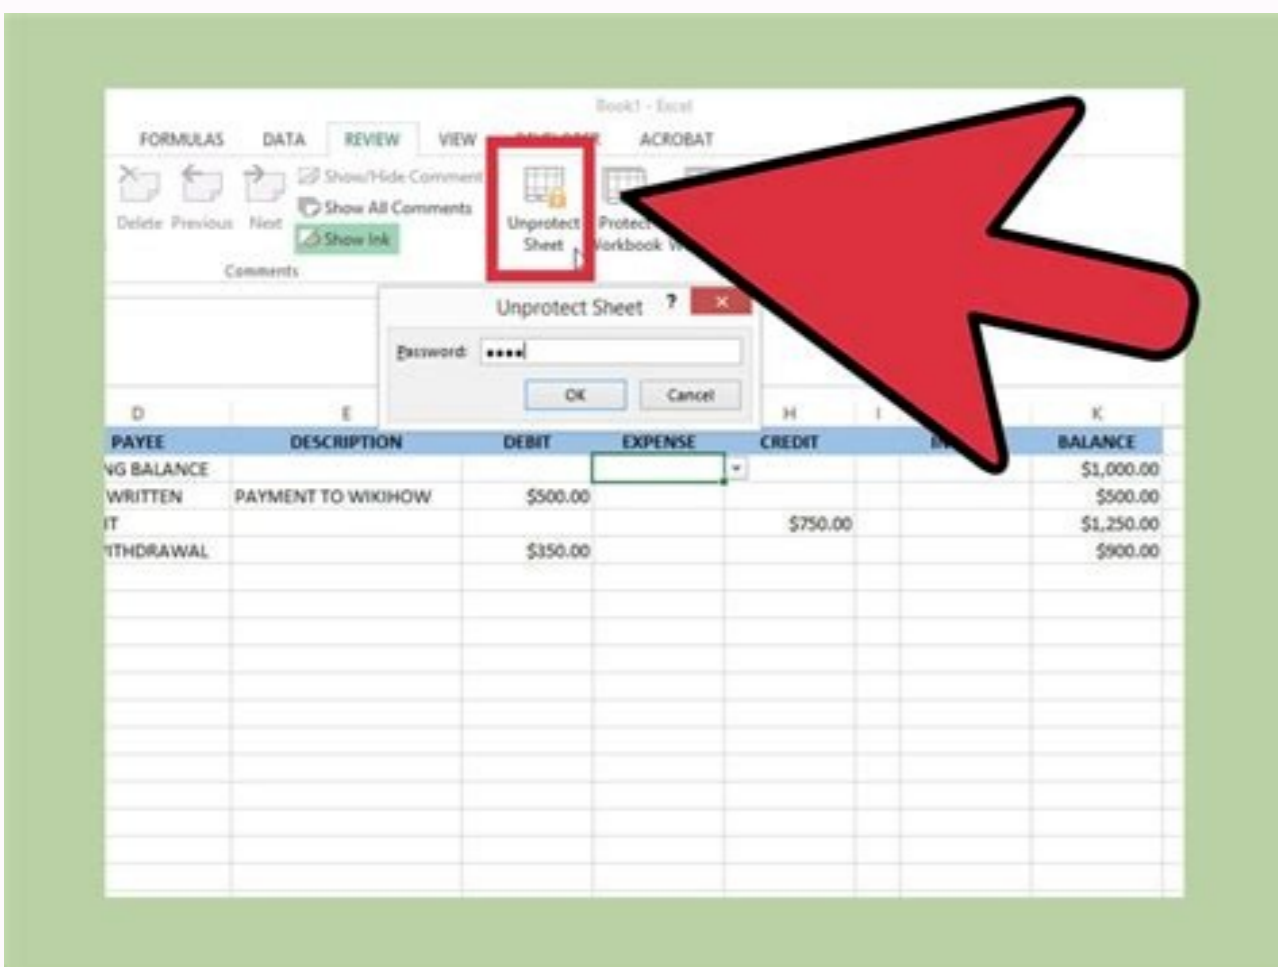 Book1 - Excel
FORMULAS DATA REVIEW VIEW ACROBAT
Show/Hide Comment
Show All Comments
Delete Previous Next
Unprotect Sheet
Protect
Workbook
Show Ink
Comments
Unprotect Sheet ?
Password:
OK Cancel
D E H I K
PAYEE DESCRIPTION DEBIT EXPENSE CREDIT BALANCE
NG BALANCE $1,000.00
WRITTEN PAYMENT TO WIKIHOW $500.00 $500.00
IT $750.00 $1,250.00
ITHDRAWAL $350.00 $900.00